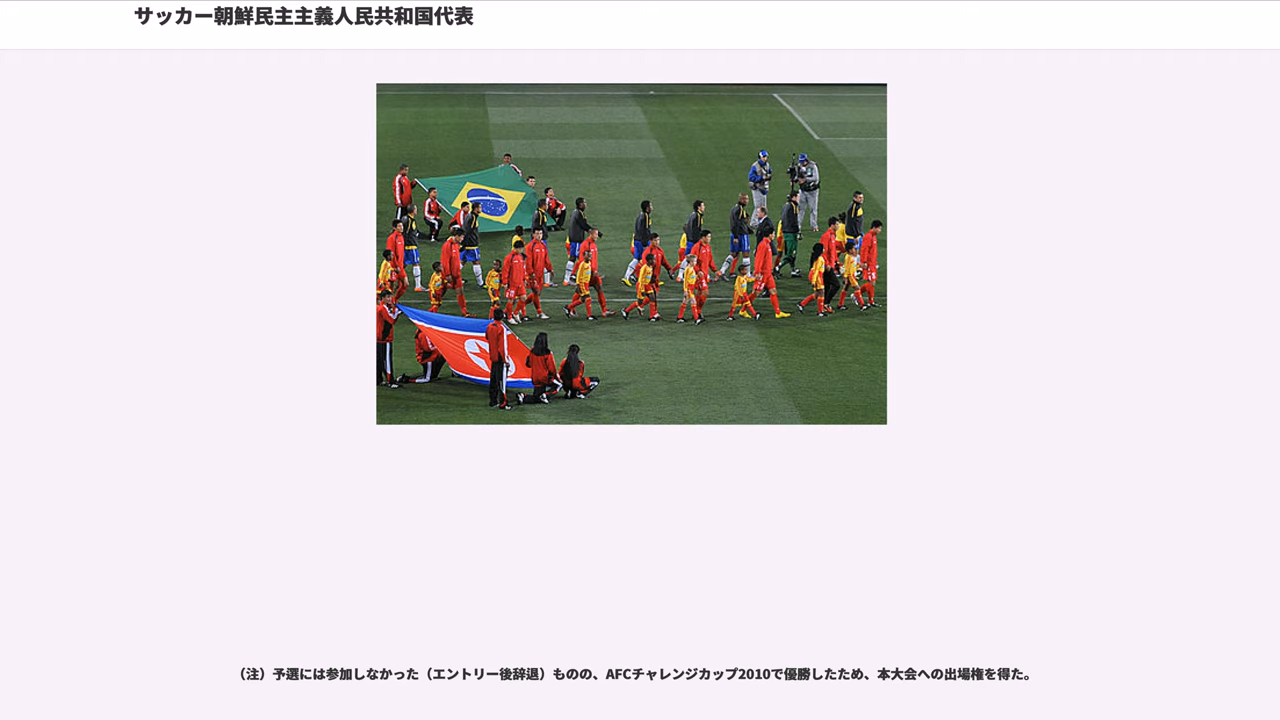 サッカー朝鮮民主主義人民共和国代表
（注）予選には参加しなかった（エントリー後辞退）ものの、AFCチャレンジカップ2010で優勝したため、本大会への出場権を得た。